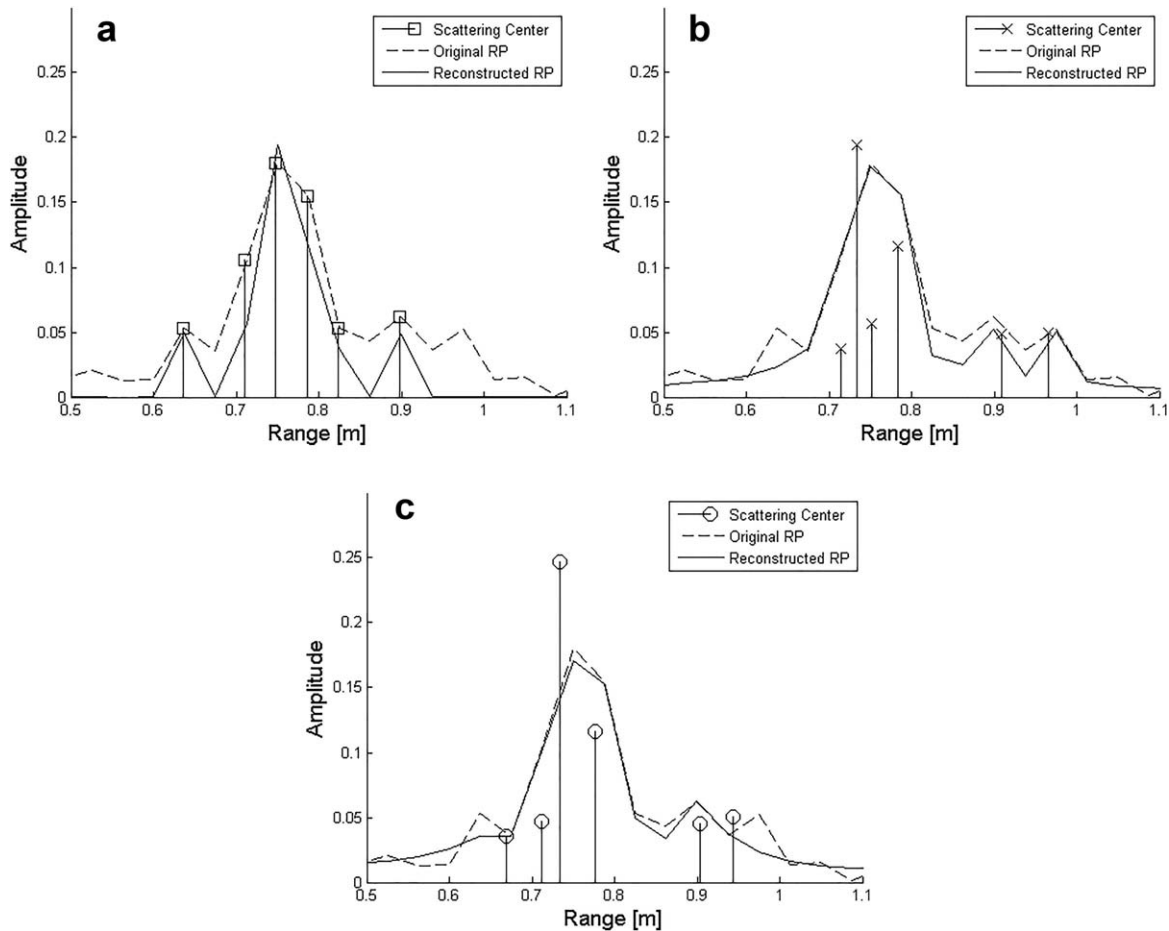 a
Scattering Center
Original RP
Reconstructed RP
0.25
0.2
0.15
0.1
0.05
0
Amplitude
0.5 0.6 0.7 0.8 0.9 1 1.1
Range [m]
b
Scattering Center
Original RP
Reconstructed RP
0.25
0.2
0.15
0.1
0.05
0
Amplitude
0.5 0.6 0.7 0.8 0.9 1 1.1
Range [m]
c
Scattering Center
Original RP
Reconstructed RP
0.25
0.2
0.15
0.1
0.05
0
Amplitude
0.5 0.6 0.7 0.8 0.9 1 1.1
Range [m]